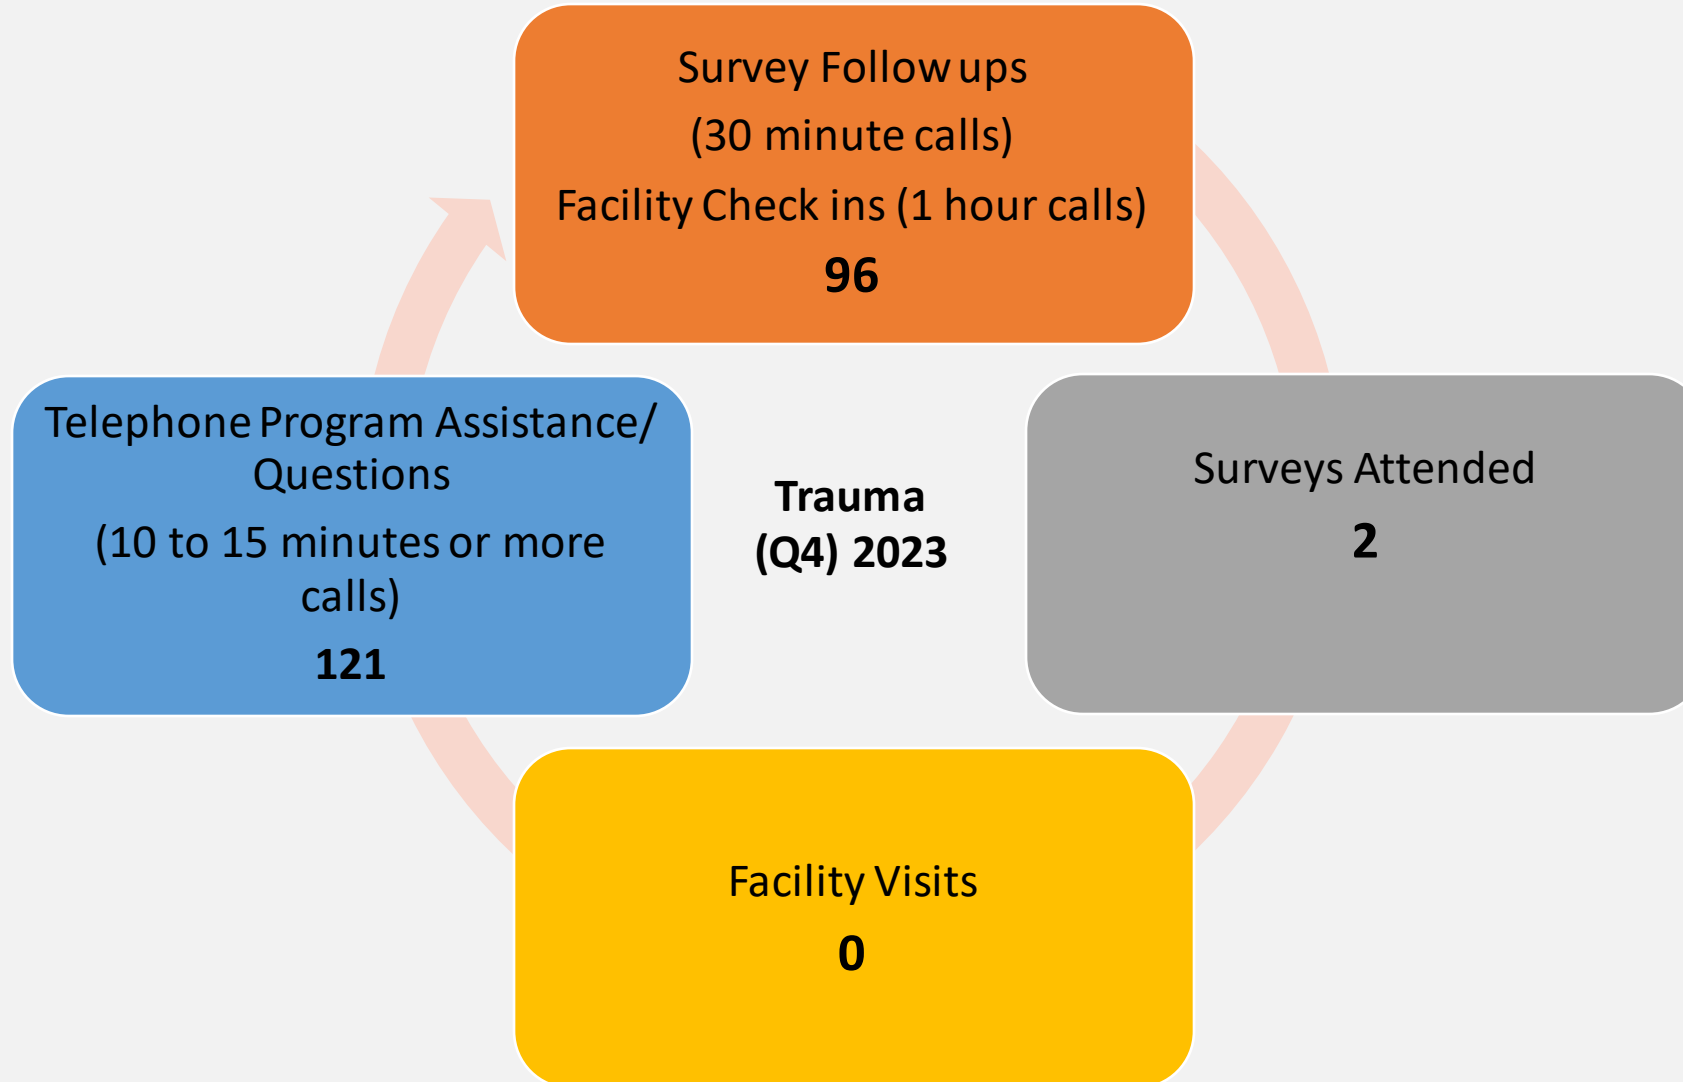 Survey Follow ups
(30 minute calls)
Facility Check ins (1 hour calls)
96
Telephone Program Assistance/
Questions
(10 to 15 minutes or more
calls)
121
Trauma
(Q4) 2023
Surveys Attended
2
Facility Visits
0